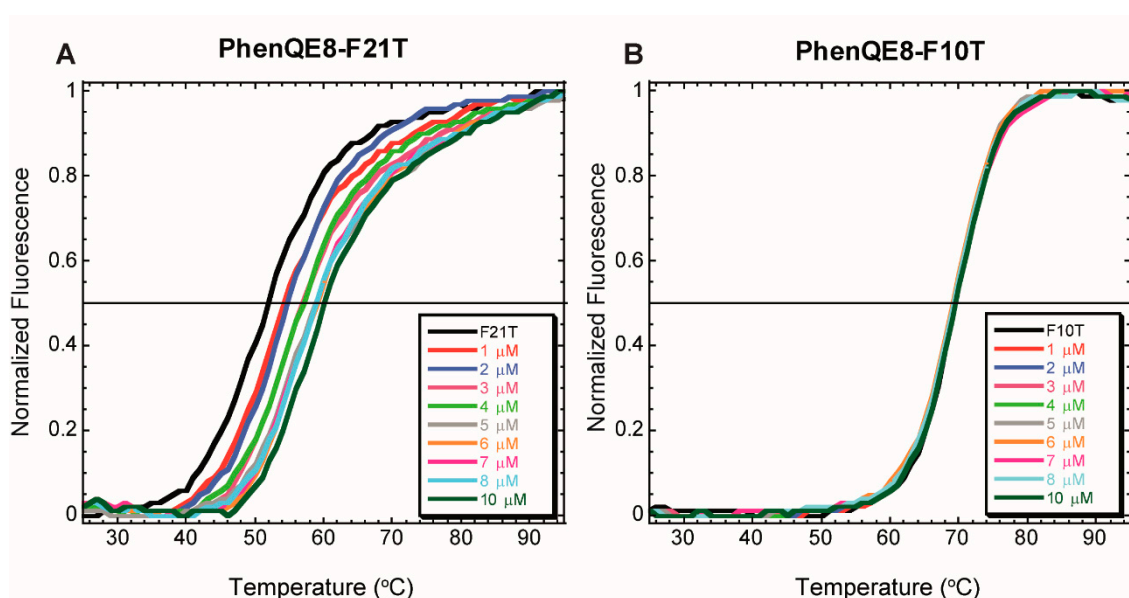 A PhenQE8-F21T
Normalized Fluorescence
1
0.8
0.6
0.4
0.2
0
F21T
1 μM
2 μM
3 μM
4 μM
5 μM
6 μM
7 μM
8 μM
10 μM
30 40 50 60 70 80 90
Temperature (°C)
B PhenQE8-F10T
Normalized Fluorescence
1
0.8
0.6
0.4
0.2
0
F10T
1 μM
2 μM
3 μM
4 μM
5 μM
6 μM
7 μM
8 μM
10 μM
30 40 50 60 70 80 90
Temperature (°C)